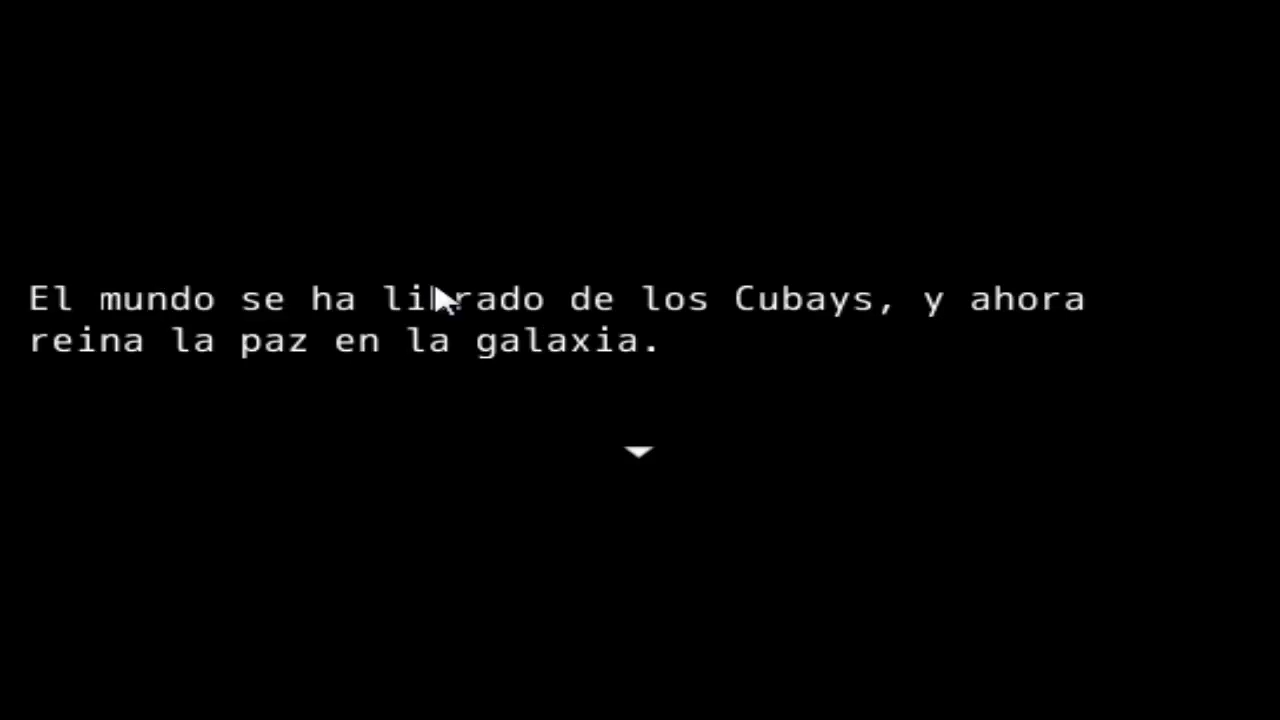 El mundo se ha librado de los Cubays, y ahora
reina la paz en la galaxia.